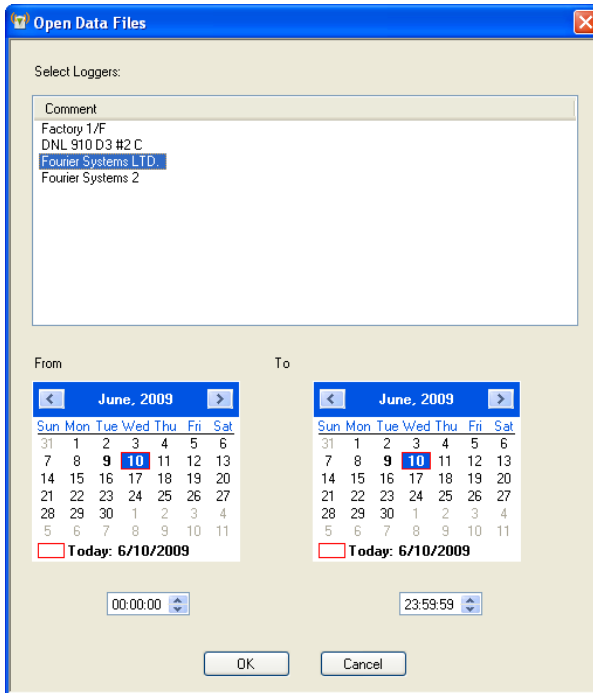 Open Data Files
Select Loggers:
Comment
Factory 1/F
DNL 910 D3 #2 C
Fourier Systems LTD.
Fourier Systems 2
From To
June, 2009 June, 2009
Sun Mon Tue Wed Thu Fri Sat Sun Mon Tue Wed Thu Fri Sat
31 1 2 3 4 5 6 31 1 2 3 4 5 6
7 8 9 10 11 12 13 7 8 9 10 11 12 13
14 15 16 17 18 19 20 14 15 16 17 18 19 20
21 22 23 24 25 26 27 21 22 23 24 25 26 27
28 29 30 1 2 3 4 28 29 30 1 2 3 4
5 6 7 8 9 10 11 5 6 7 8 9 10 11
Today: 6/10/2009 Today: 6/10/2009
00:00:00 23:59:59
OK Cancel